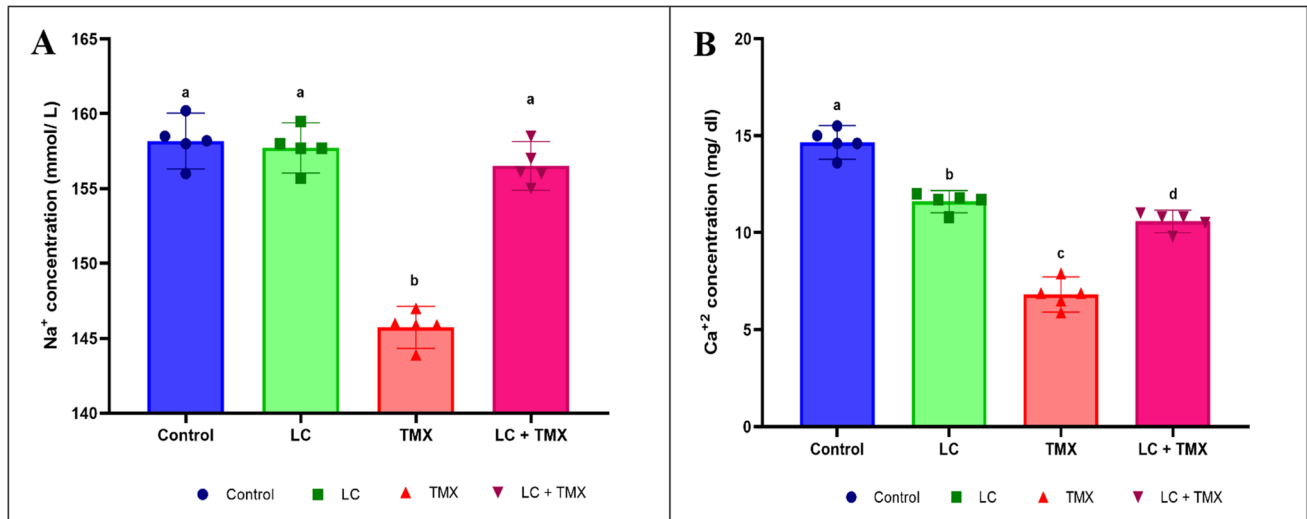 A
Na⁺ concentration (mmol/ L)
165
160
155
150
145
140
a
a
b
a
Control
LC
TMX
LC + TMX
Control
LC
TMX
LC + TMX
B
Ca⁺² concentration (mg/ dl)
20
15
10
5
0
a
b
c
d
Control
LC
TMX
LC + TMX
Control
LC
TMX
LC + TMX